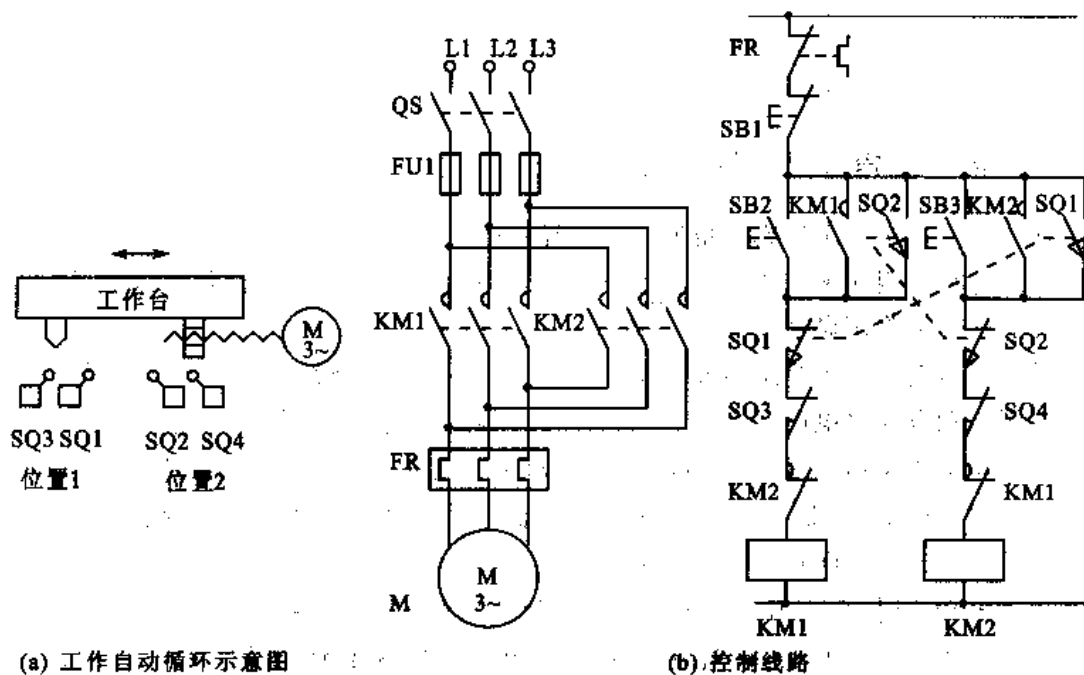 工作台
M
3~
SQ3 SQ1
SQ2 SQ4
位置1
位置2
L1 L2 L3
QS
FU1
KM1
KM2
FR
M
3~
M
FR
SB1
SB2
KM1
SQ2
SB3
KM2
SQ1
SQ1
SQ2
SQ3
SQ4
KM2
KM1
KM1
KM2
(a) 工作自动循环示意图
(b) 控制线路